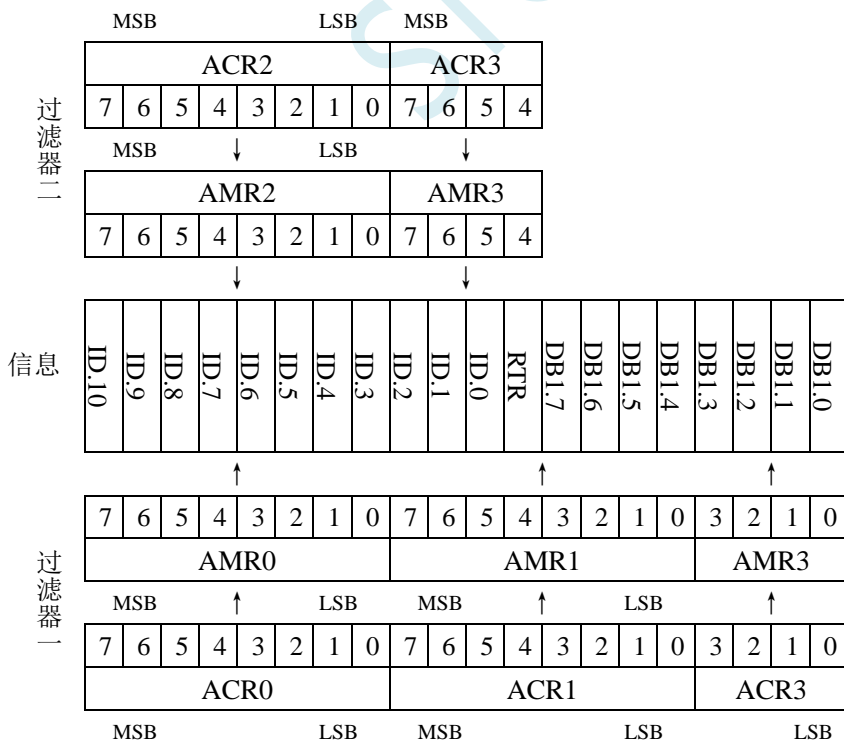 MSB LSB MSB
ACR2 ACR3
7 6 5 4 3 2 1 0 7 6 5 4
过滤器二
MSB LSB
AMR2 AMR3
7 6 5 4 3 2 1 0 7 6 5 4
信息
ID.10 ID.9 ID.8 ID.7 ID.6 ID.5 ID.4 ID.3 ID.2 ID.1 ID.0 RTR DB1.7 DB1.6 DB1.5 DB1.4 DB1.3 DB1.2 DB1.1 DB1.0
7 6 5 4 3 2 1 0 7 6 5 4 3 2 1 0 3 2 1 0
AMR0 AMR1 AMR3
过滤器一
MSB LSB MSB LSB
7 6 5 4 3 2 1 0 7 6 5 4 3 2 1 0 3 2 1 0
ACR0 ACR1 ACR3
MSB LSB MSB LSB LSB